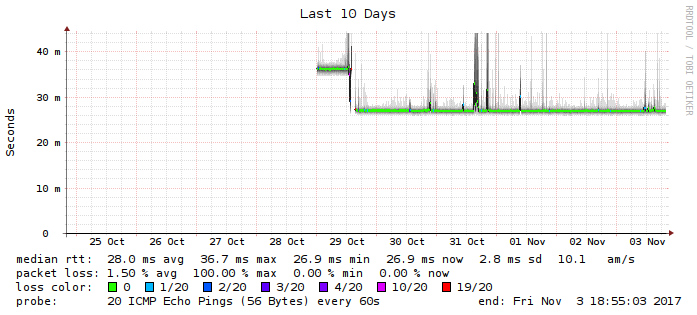 Last 10 Days
RRDTOOL / TOBI OETIKER
Seconds
40 m
30 m
20 m
10 m
0
25 Oct 26 Oct 27 Oct 28 Oct 29 Oct 30 Oct 31 Oct 01 Nov 02 Nov 03 Nov
median rtt: 28.0 ms avg 36.7 ms max 26.9 ms min 26.9 ms now 2.8 ms sd 10.1 am/s
packet loss: 1.50 % avg 100.00 % max 0.00 % min 0.00 % now
loss color: 0 1/20 2/20 3/20 4/20 10/20 19/20
probe: 20 ICMP Echo Pings (56 Bytes) every 60s end: Fri Nov 3 18:55:03 2017